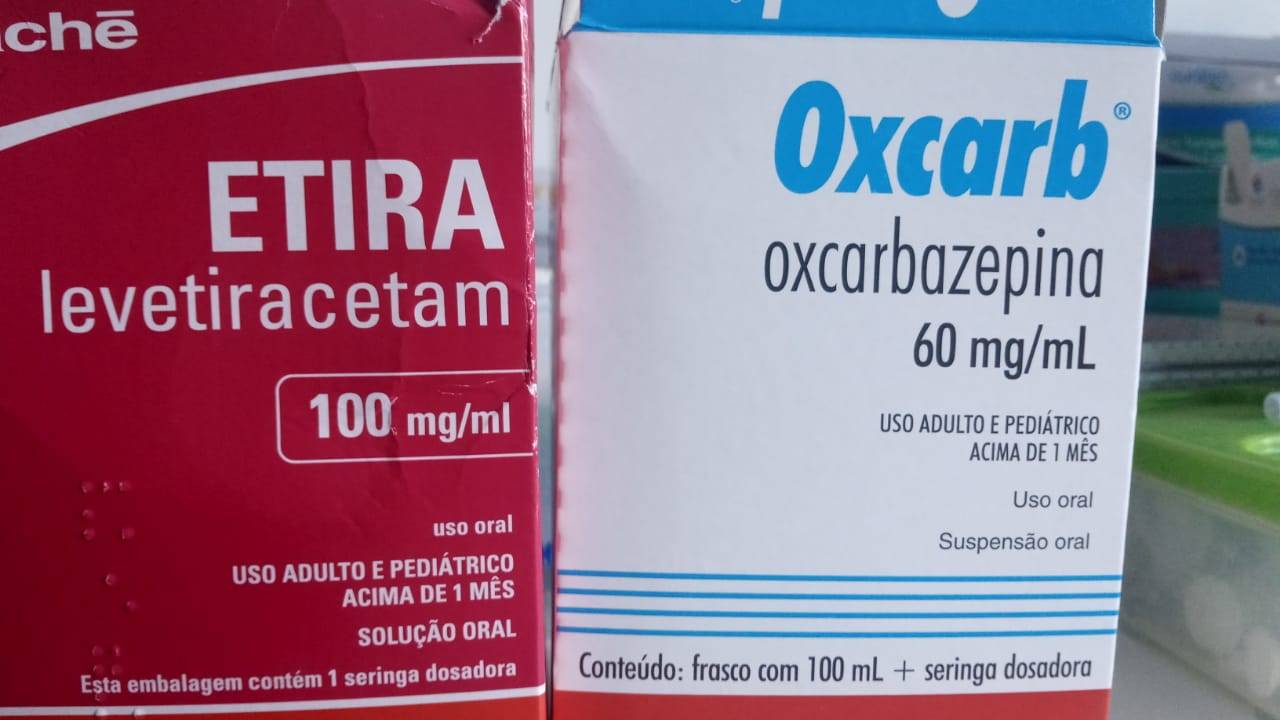 achē
ETIRA
levetiracetam
100 mg/ml
uso oral
USO ADULTO E PEDIÁTRICO
ACIMA DE 1 MÊS
SOLUÇÃO ORAL
Esta embalagem contém 1 seringa dosadora
Oxcarb®
oxcarbazepina
60 mg/mL
USO ADULTO E PEDIÁTRICO
ACIMA DE 1 MÊS
Uso oral
Suspensão oral
Conteúdo: frasco com 100 mL + seringa dosadora